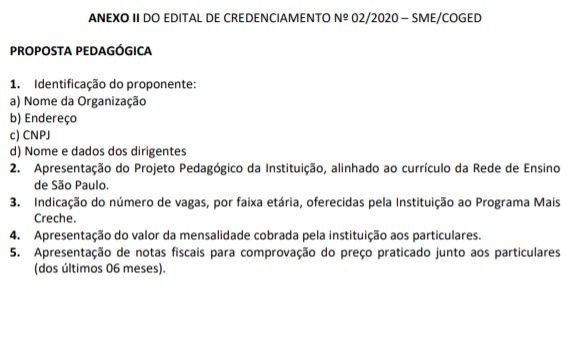 ANEXO II DO EDITAL DE CREDENCIAMENTO Nº 02/2020 – SME/COGED
PROPOSTA PEDAGÓGICA
1. Identificação do proponente:
a) Nome da Organização
b) Endereço
c) CNPJ
d) Nome e dados dos dirigentes
2. Apresentação do Projeto Pedagógico da Instituição, alinhado ao currículo da Rede de Ensino
de São Paulo.
3. Indicação do número de vagas, por faixa etária, oferecidas pela Instituição ao Programa Mais
Creche.
4. Apresentação do valor da mensalidade cobrada pela instituição aos particulares.
5. Apresentação de notas fiscais para comprovação do preço praticado junto aos particulares
(dos últimos 06 meses).